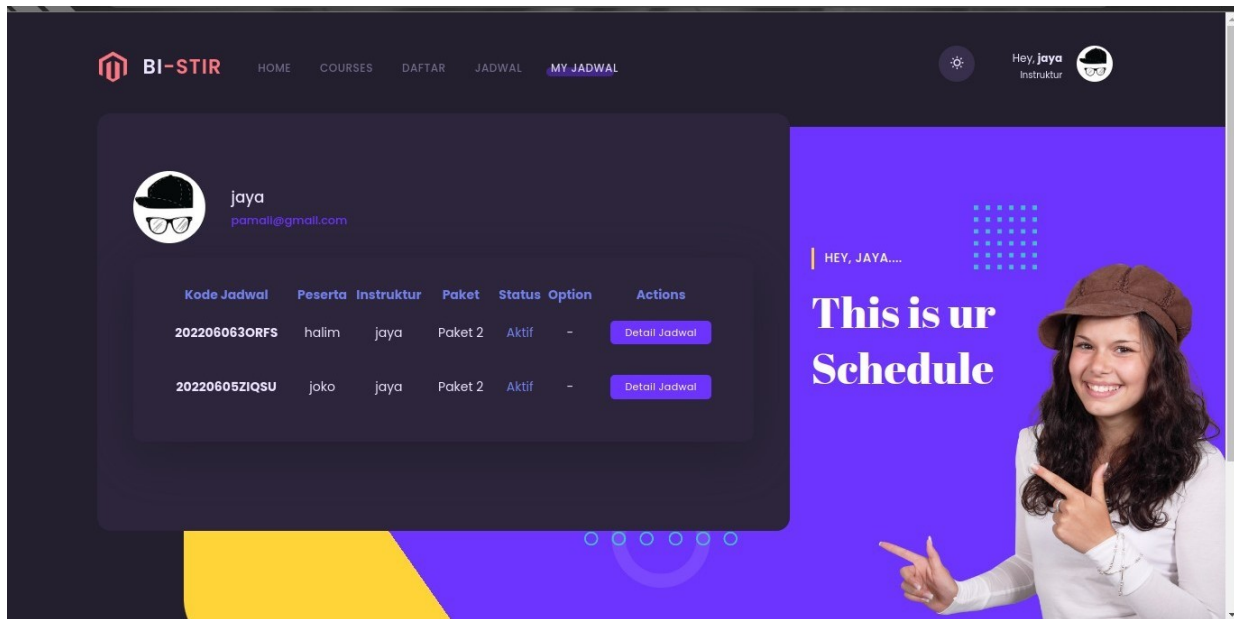 BI-STIR HOME COURSES DAFTAR JADWAL MY JADWAL
Hey, jaya
Instruktur
jaya
pamali@gmail.com
Kode Jadwal Peserta Instruktur Paket Status Option Actions
202206063ORFS halim jaya Paket 2 Aktif - Detail Jadwal
20220605ZIQSU joko jaya Paket 2 Aktif - Detail Jadwal
HEY, JAYA....
This is ur
Schedule